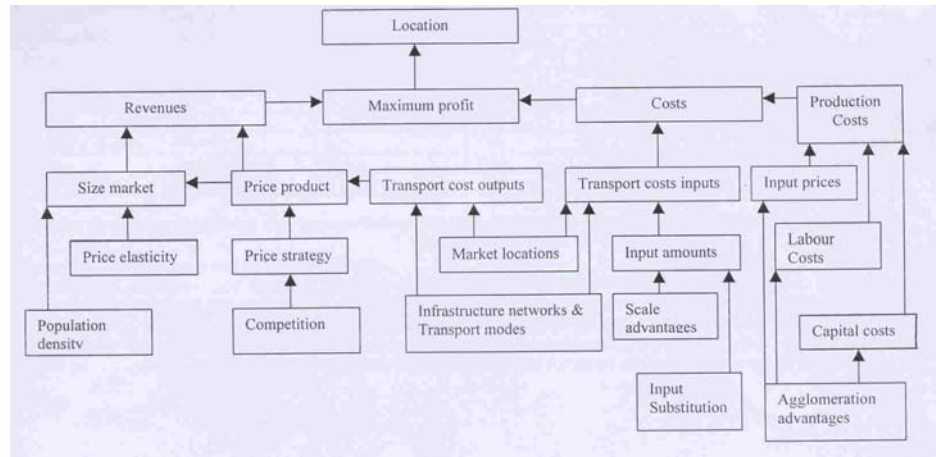 Location
Revenues
Maximum profit
Costs
Production
Costs
Size market
Price product
Transport cost outputs
Transport costs inputs
Input prices
Price elasticity
Price strategy
Market locations
Input amounts
Labour
Costs
Population
density
Competition
Infrastructure networks &
Transport modes
Scale
advantages
Capital costs
Input
Substitution
Agglomeration
advantages